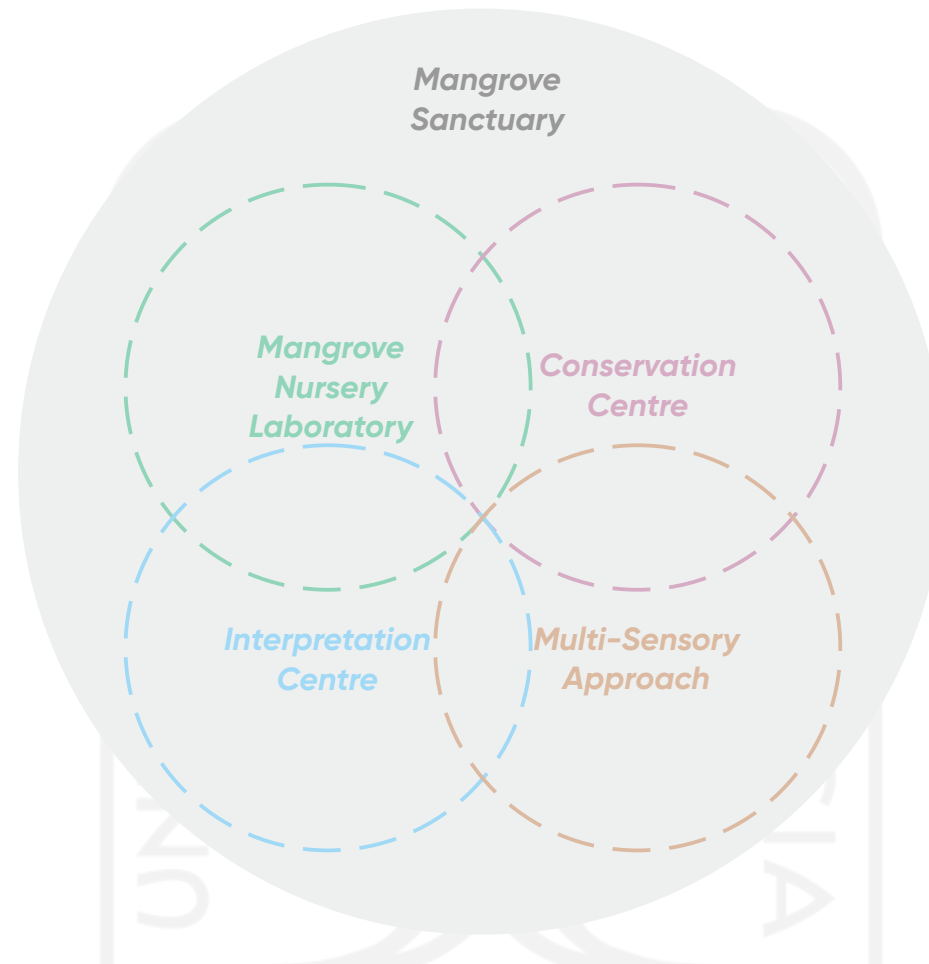 Mangrove
Sanctuary
Mangrove
Nursery
Laboratory
Conservation
Centre
Interpretation
Centre
Multi-Sensory
Approach